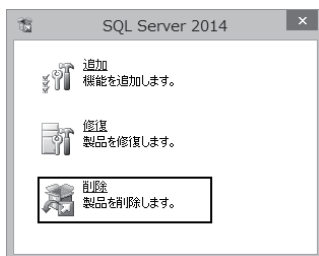 SQL Server 2014
追加
機能を追加します。
修復
製品を修復します。
削除
製品を削除します。